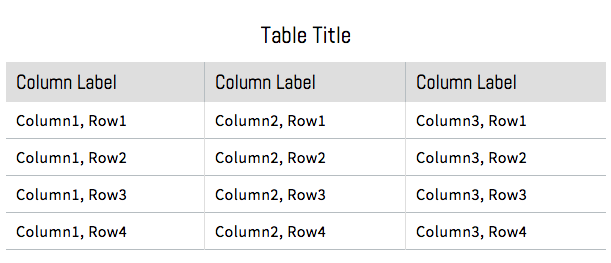 Table Title
Column Label Column Label Column Label
Column1, Row1 Column2, Row1 Column3, Row1
Column1, Row2 Column2, Row2 Column3, Row2
Column1, Row3 Column2, Row3 Column3, Row3
Column1, Row4 Column2, Row4 Column3, Row4